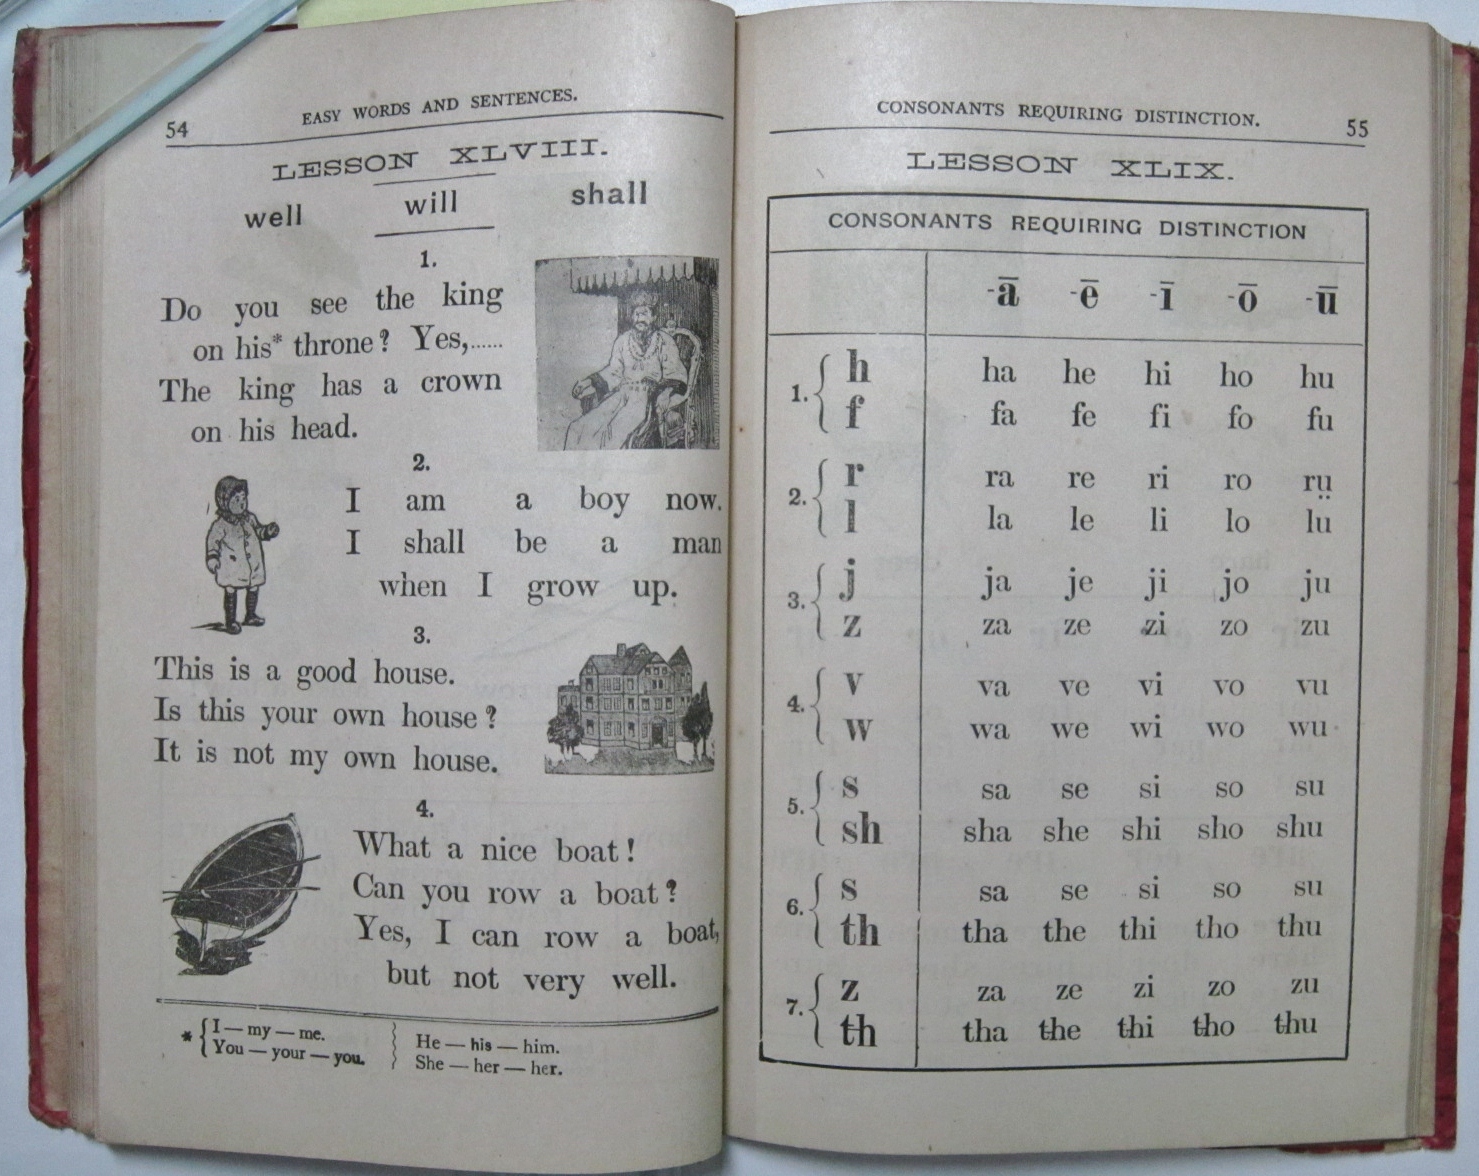 54 EASY WORDS AND SENTENCES.
LESSON XLVIII.
well will shall
1.
Do you see the king
on his* throne? Yes,......
The king has a crown
on his head.
2.
I am a boy now.
I shall be a man
when I grow up.
3.
This is a good house.
Is this your own house?
It is not my own house.
4.
What a nice boat!
Can you row a boat?
Yes, I can row a boat,
but not very well.
* { I — my — me. } He — his — him.
You — your — you. She — her — her.
CONSONANTS REQUIRING DISTINCTION. 55
LESSON XLIX.
CONSONANTS REQUIRING DISTINCTION
-ā -ē -ī -ō -ū
1. { h ha he hi ho hu
f fa fe fi fo fu
2. { r ra re ri ro rṳ
l la le li lo lu
3. { j ja je ji jo ju
z za ze zi zo zu
4. { v va ve vi vo vu
w wa we wi wo wu
5. { s sa se si so su
sh sha she shi sho shu
6. { s sa se si so su
th tha the thi tho thu
7. { z za ze zi zo zu
ŧh tha ŧhe ŧhi ŧho ŧhu